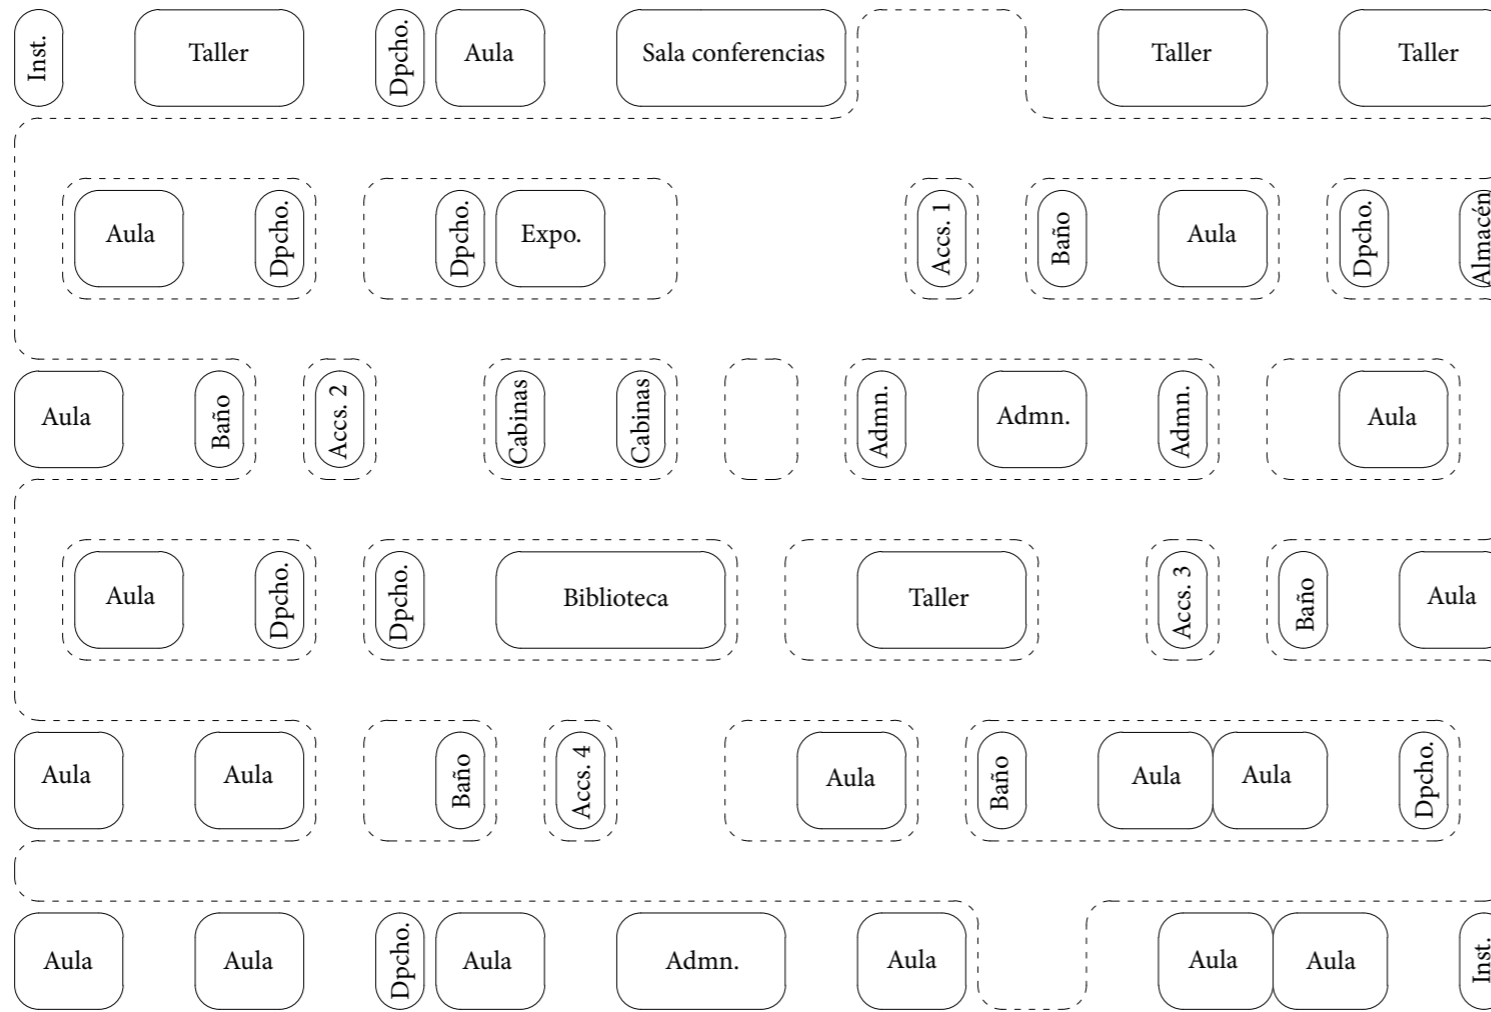 Inst.
Taller
Dpcho.
Aula
Sala conferencias
Taller
Taller
Aula
Dpcho.
Dpcho.
Expo.
Accs. 1
Baño
Aula
Dpcho.
Almacén
Aula
Baño
Accs. 2
Cabinas
Cabinas
Admn.
Admn.
Admn.
Aula
Aula
Dpcho.
Dpcho.
Biblioteca
Taller
Accs. 3
Baño
Aula
Aula
Aula
Baño
Accs. 4
Aula
Baño
Aula
Aula
Dpcho.
Aula
Aula
Dpcho.
Aula
Admn.
Aula
Aula
Aula
Inst.